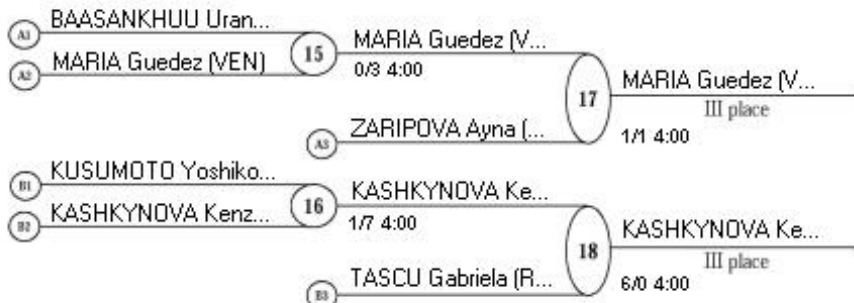 A1 BAASANKHUU Uran...
A2 MARIA Guedez (VEN)
15
MARIA Guedez (V...
0/3 4:00
A3 ZARIPOVA Ayna (...
17
MARIA Guedez (V...
III place
1/1 4:00
B1 KUSUMOTO Yoshiko...
B2 KASHKYNOVA Kenz...
16
KASHKYNOVA Ke...
1/7 4:00
B3 TASCU Gabriela (R...
18
KASHKYNOVA Ke...
III place
6/0 4:00